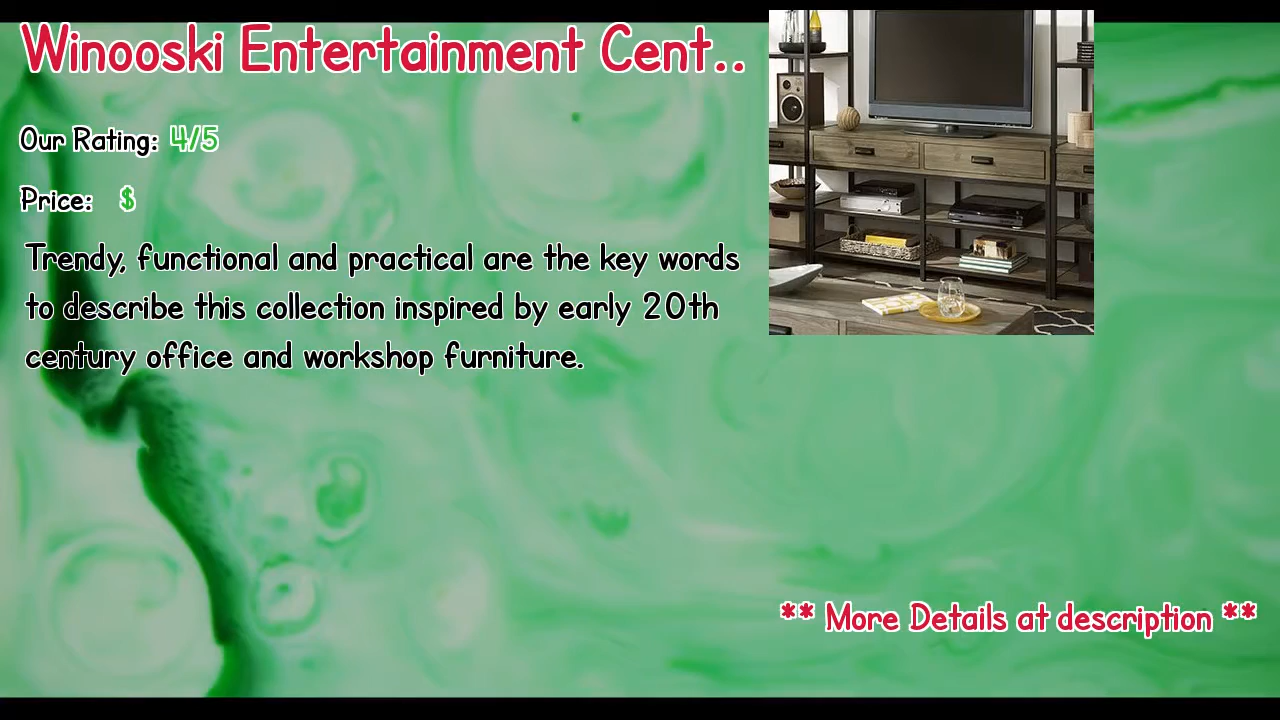 Winooski Entertainment Cent..
Our Rating: 4/5
Price: $
Trendy, functional and practical are the key words
to describe this collection inspired by early 20th
century office and workshop furniture.
** More Details at description **